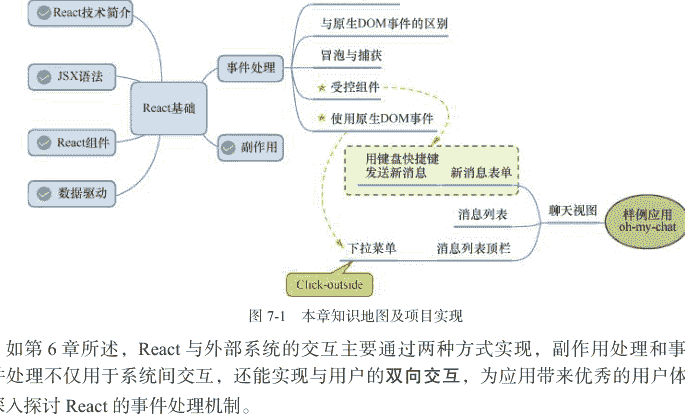 React技术简介
JSX语法
React组件
数据驱动
React基础
事件处理
副作用
与原生DOM事件的区别
冒泡与捕获
受控组件
使用原生DOM事件
用键盘快捷键
发送新消息
新消息表单
消息列表
下拉菜单
消息列表顶栏
Click-outside
聊天视图
样例应用
oh-my-chat
图 7-1 本章知识地图及项目实现
如第 6 章所述，React 与外部系统的交互主要通过两种方式实现，副作用处理和事
件处理不仅用于系统间交互，还能实现与用户的双向交互，为应用带来优秀的用户体
深入探讨 React 的事件处理机制。